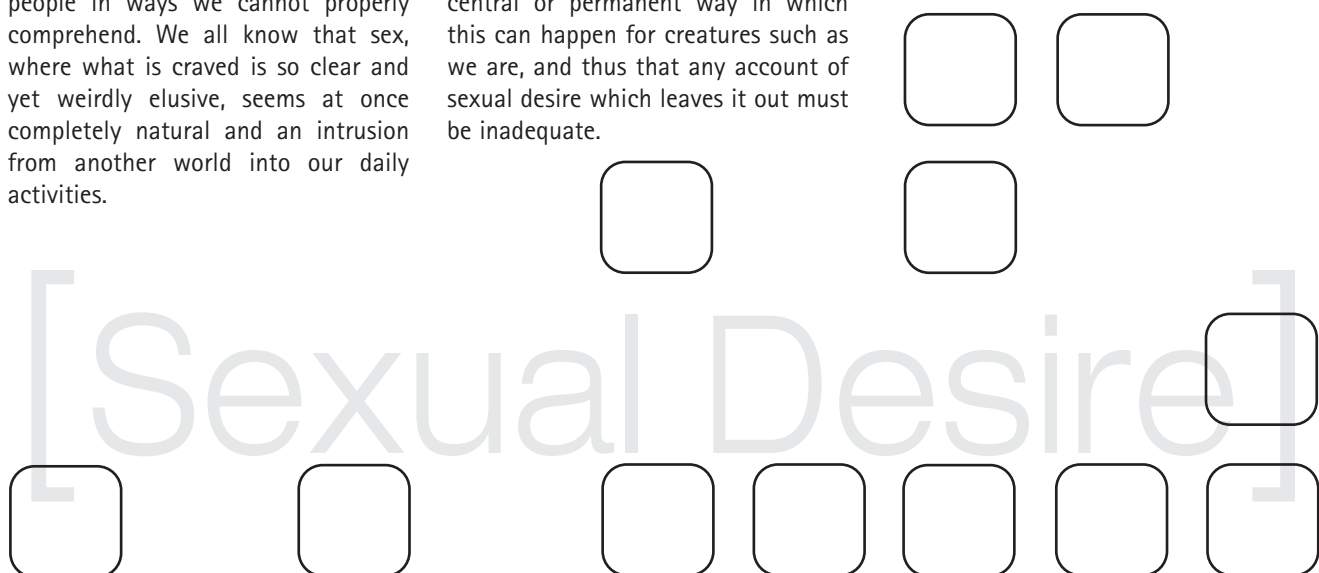 people in ways we cannot properly
comprehend. We all know that sex,
where what is craved is so clear and
yet weirdly elusive, seems at once
completely natural and an intrusion
from another world into our daily
activities.
central or permanent way in which
this can happen for creatures such as
we are, and thus that any account of
sexual desire which leaves it out must
be inadequate.
[Sexual Desire]